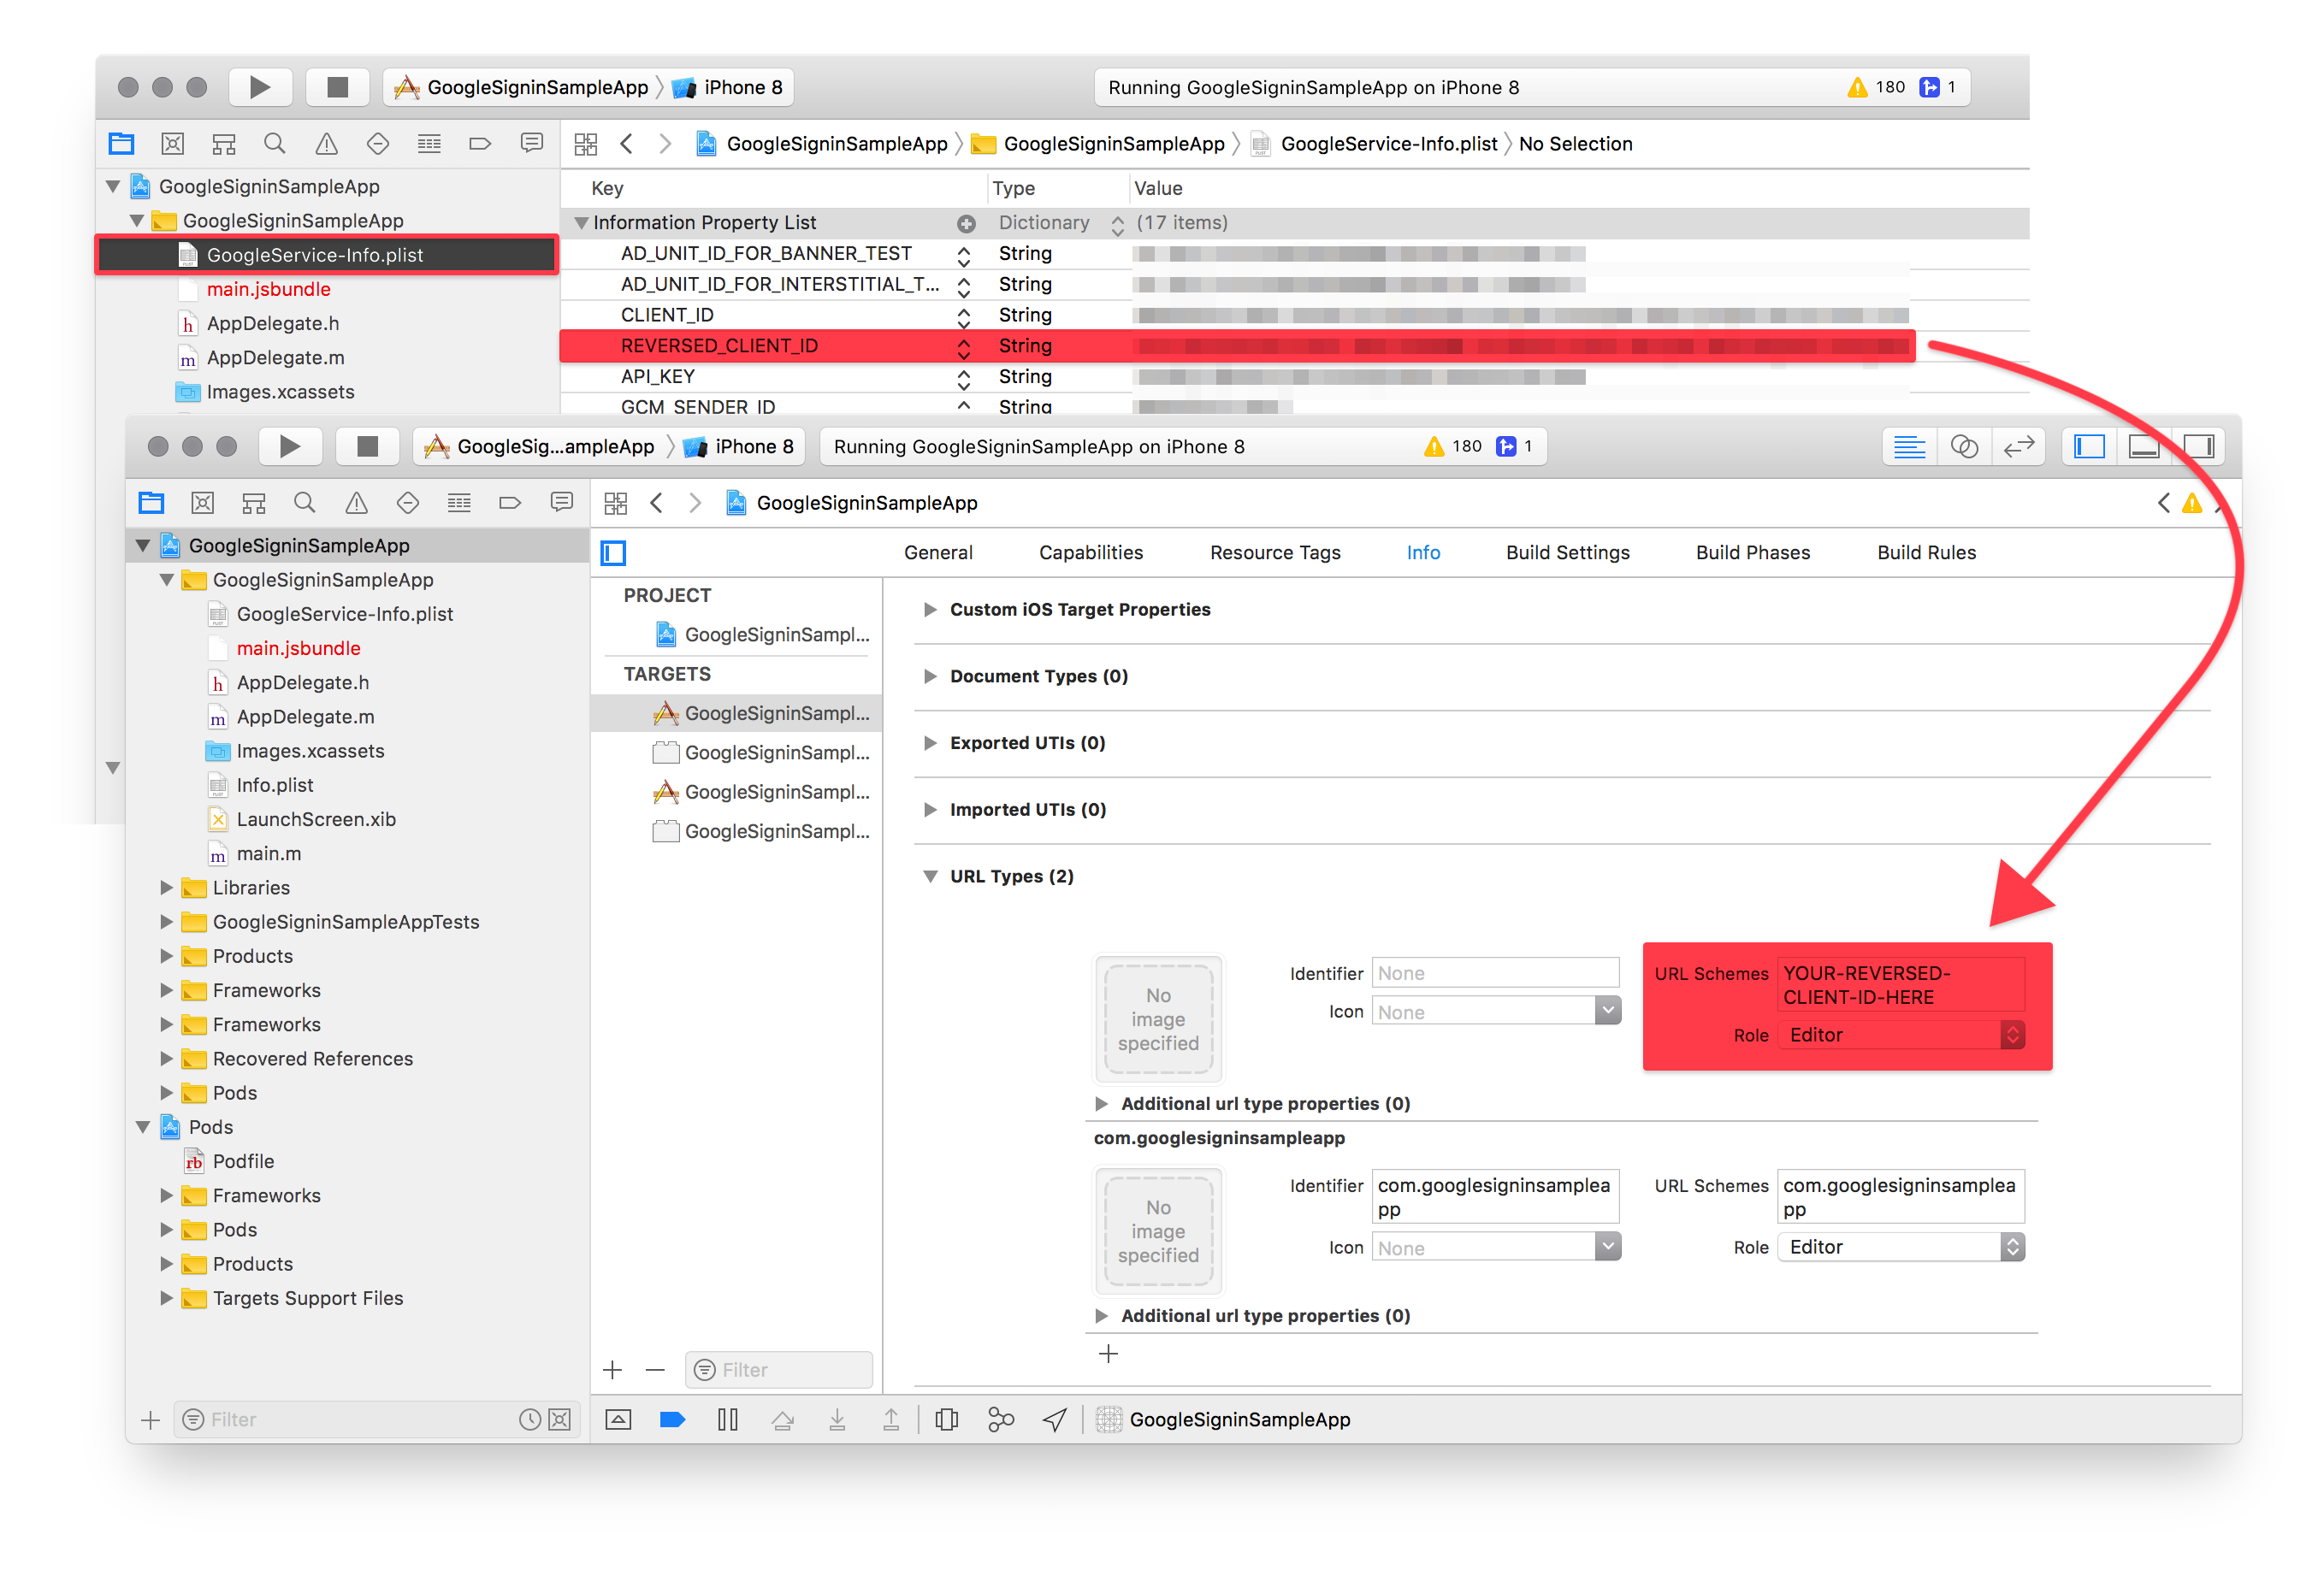 GoogleSigninSampleApp iPhone 8
Running GoogleSigninSampleApp on iPhone 8 180 1
GoogleSigninSampleApp GoogleSigninSampleApp GoogleService-Info.plist No Selection
GoogleSigninSampleApp
GoogleSigninSampleApp
GoogleService-Info.plist
main.jsbundle
AppDelegate.h
AppDelegate.m
Images.xcassets
Key Type Value
Information Property List Dictionary (17 items)
AD_UNIT_ID_FOR_BANNER_TEST String
AD_UNIT_ID_FOR_INTERSTITIAL_T... String
CLIENT_ID String
REVERSED_CLIENT_ID String
API_KEY String
GCM_SENDER_ID String
GoogleSig...ampleApp iPhone 8
Running GoogleSigninSampleApp on iPhone 8 180 1
GoogleSigninSampleApp
GoogleSigninSampleApp
GoogleSigninSampleApp
GoogleService-Info.plist
main.jsbundle
AppDelegate.h
AppDelegate.m
Images.xcassets
Info.plist
LaunchScreen.xib
main.m
Libraries
GoogleSigninSampleAppTests
Products
Frameworks
Frameworks
Recovered References
Pods
Pods
Podfile
Frameworks
Pods
Products
Targets Support Files
Filter
General Capabilities Resource Tags Info Build Settings Build Phases Build Rules
PROJECT
GoogleSigninSampl...
TARGETS
GoogleSigninSampl...
GoogleSigninSampl...
GoogleSigninSampl...
GoogleSigninSampl...
Filter
Custom iOS Target Properties
Document Types (0)
Exported UTIs (0)
Imported UTIs (0)
URL Types (2)
No
image
specified
Identifier None
Icon None
URL Schemes YOUR-REVERSED-
CLIENT-ID-HERE
Role Editor
Additional url type properties (0)
com.googlesigninsampleapp
No
image
specified
Identifier com.googlesigninsamplea
pp
Icon None
URL Schemes com.googlesigninsamplea
pp
Role Editor
Additional url type properties (0)
GoogleSigninSampleApp